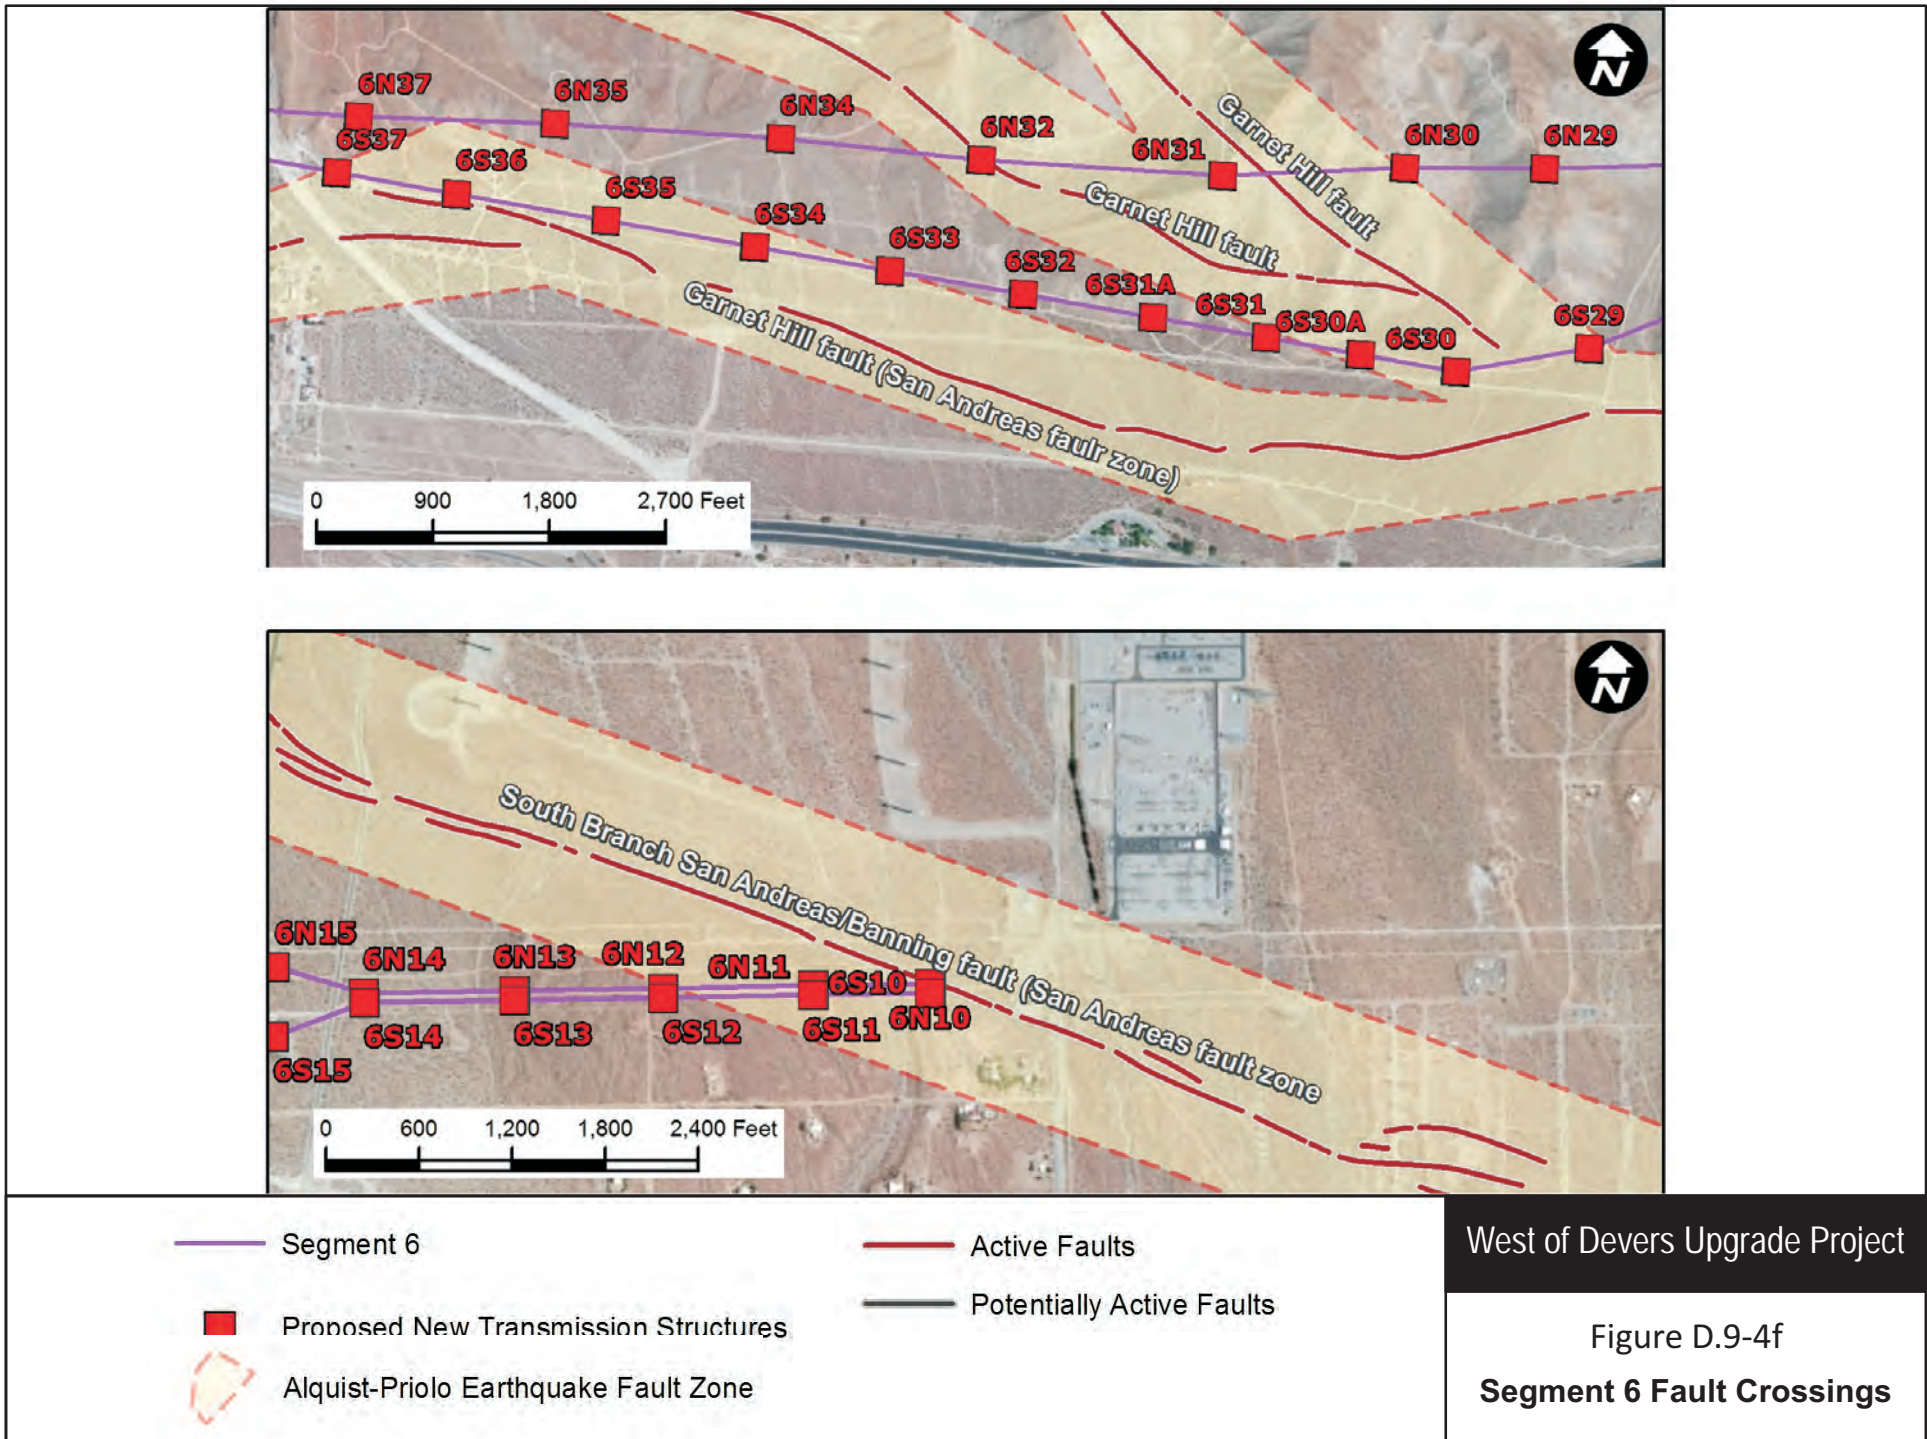 N
6N37
6N35
6N34
6N32
6N31
6N30
6N29
6S37
6S36
6S35
6S34
6S33
6S32
6S31A
6S31
6S30A
6S30
6S29
Garnet Hill fault
Garnet Hill fault
Garnet Hill fault (San Andreas faulr zone)
0 900 1,800 2,700 Feet
N
South Branch San Andreas/Banning fault (San Andreas fault zone
6N15
6N14
6N13
6N12
6N11
6S10
6N10
6S15
6S14
6S13
6S12
6S11
0 600 1,200 1,800 2,400 Feet
Segment 6
Proposed New Transmission Structures
Alquist-Priolo Earthquake Fault Zone
Active Faults
Potentially Active Faults
West of Devers Upgrade Project
Figure D.9-4f
Segment 6 Fault Crossings